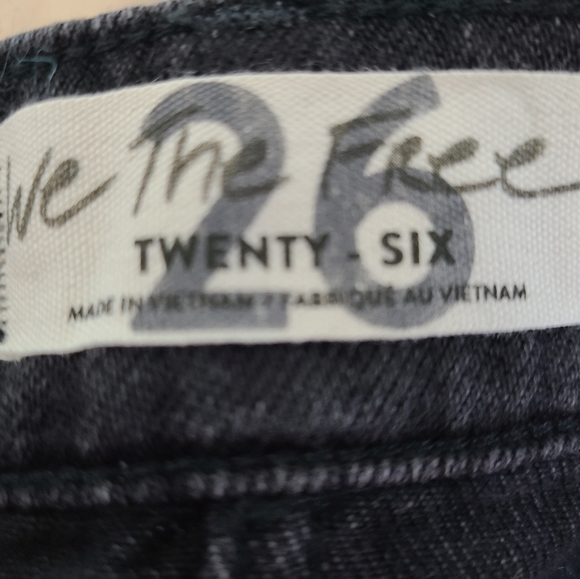 26
We The Free
TWENTY - SIX
MADE IN VIETNAM / FABRIQUÉ AU VIETNAM